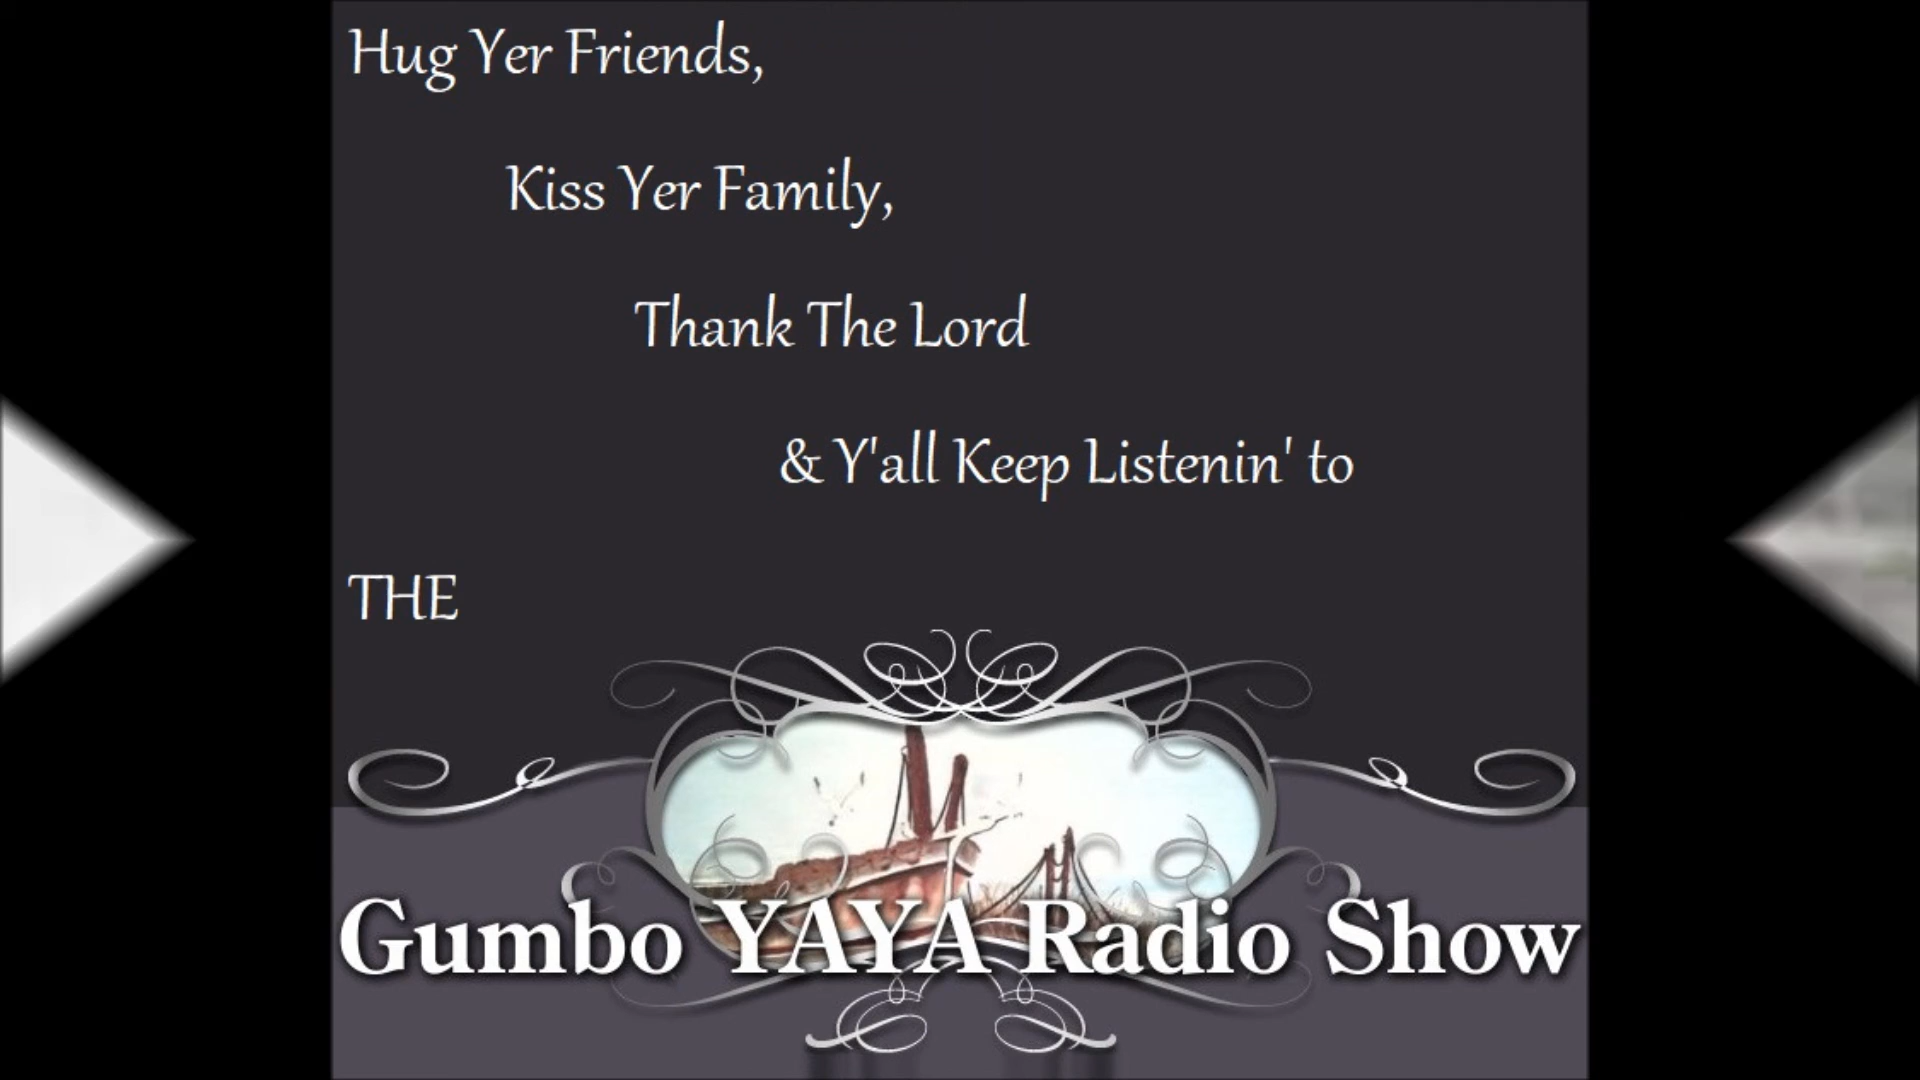 Hug Yer Friends,
Kiss Yer Family,
Thank The Lord
& Y'all Keep Listenin' to
THE
Gumbo YAYA Radio Show